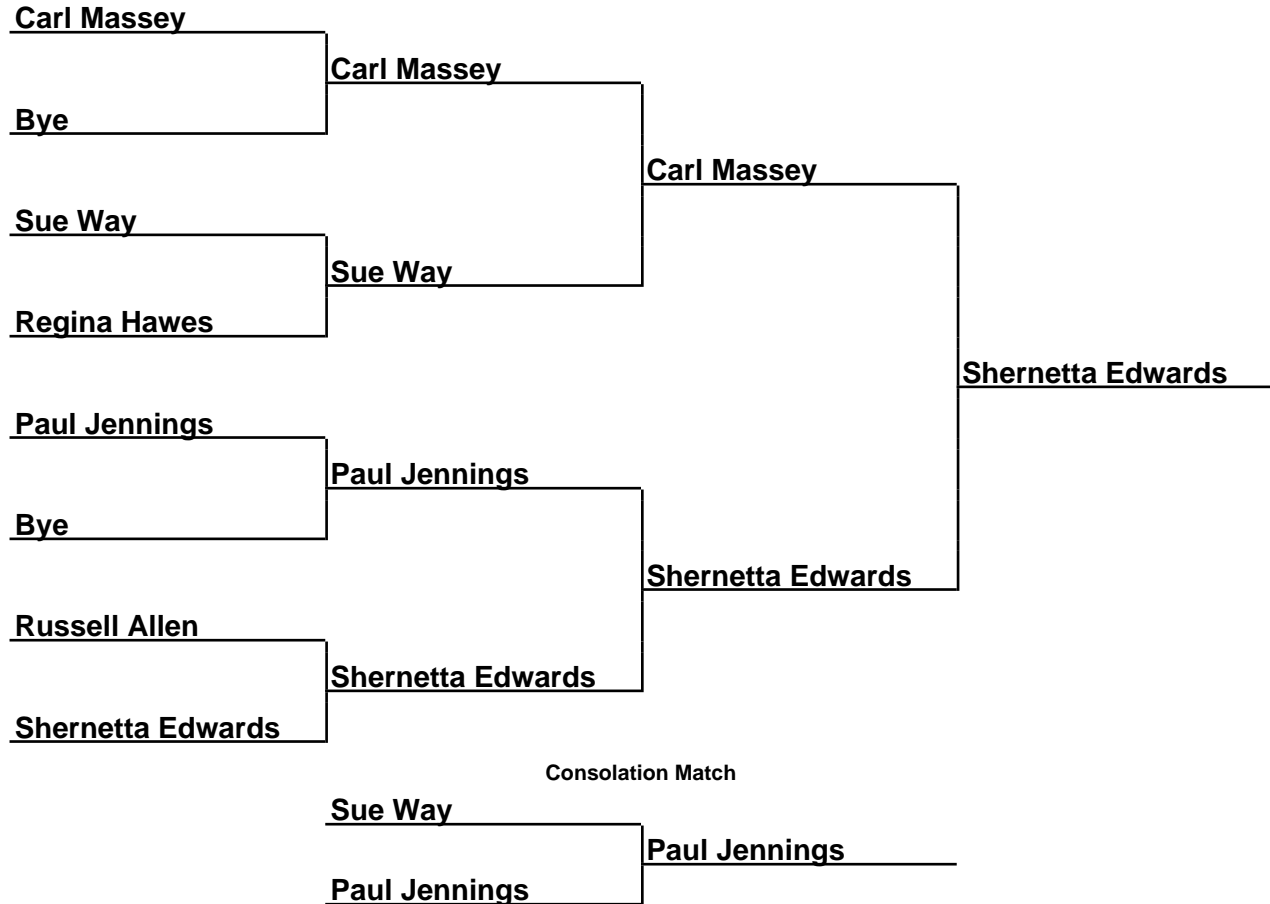 Carl Massey
Carl Massey
Bye
Carl Massey
Sue Way
Sue Way
Regina Hawes
Shernetta Edwards
Paul Jennings
Paul Jennings
Bye
Shernetta Edwards
Russell Allen
Shernetta Edwards
Shernetta Edwards
Consolation Match
Sue Way
Paul Jennings
Paul Jennings